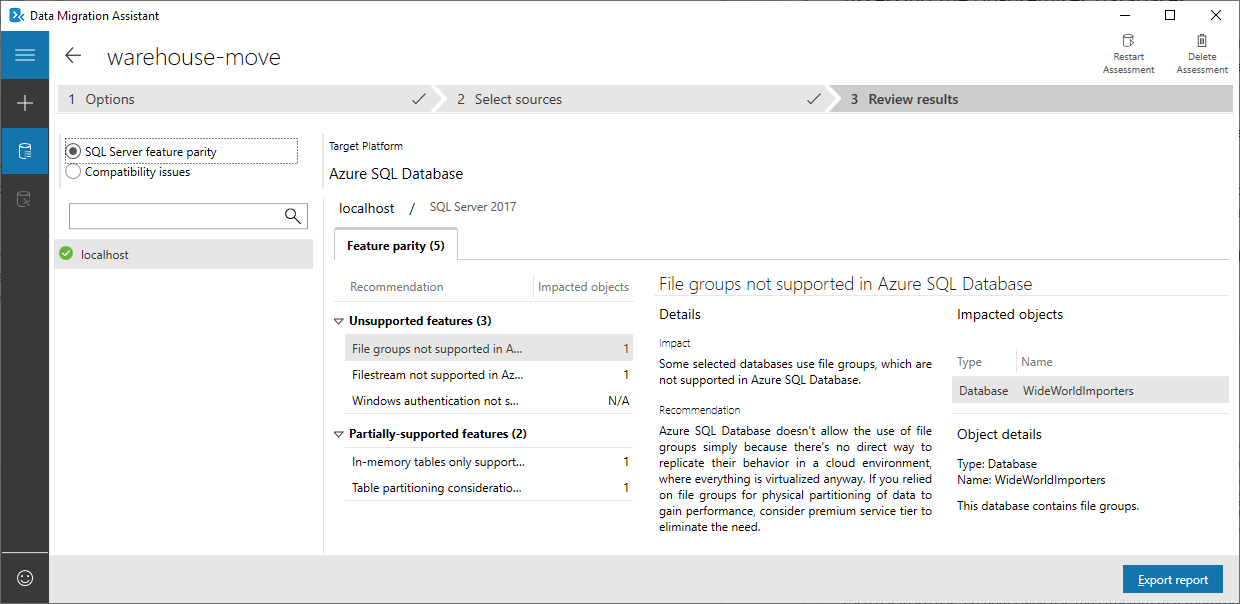 Data Migration Assistant
warehouse-move
Restart
Assessment
Delete
Assessment
1 Options
2 Select sources
3 Review results
SQL Server feature parity
Compatibility issues
localhost
Target Platform
Azure SQL Database
localhost / SQL Server 2017
Feature parity (5)
Recommendation
Impacted objects
Unsupported features (3)
File groups not supported in A... 1
Filestream not supported in Az... 1
Windows authentication not s... N/A
Partially-supported features (2)
In-memory tables only support... 1
Table partitioning consideratio... 1
File groups not supported in Azure SQL Database
Details
Impact
Some selected databases use file groups, which are
not supported in Azure SQL Database.
Recommendation
Azure SQL Database doesn't allow the use of file
groups simply because there's no direct way to
replicate their behavior in a cloud environment,
where everything is virtualized anyway. If you relied
on file groups for physical partitioning of data to
gain performance, consider premium service tier to
eliminate the need.
Impacted objects
Type Name
Database WideWorldImporters
Object details
Type: Database
Name: WideWorldImporters
This database contains file groups.
Export report